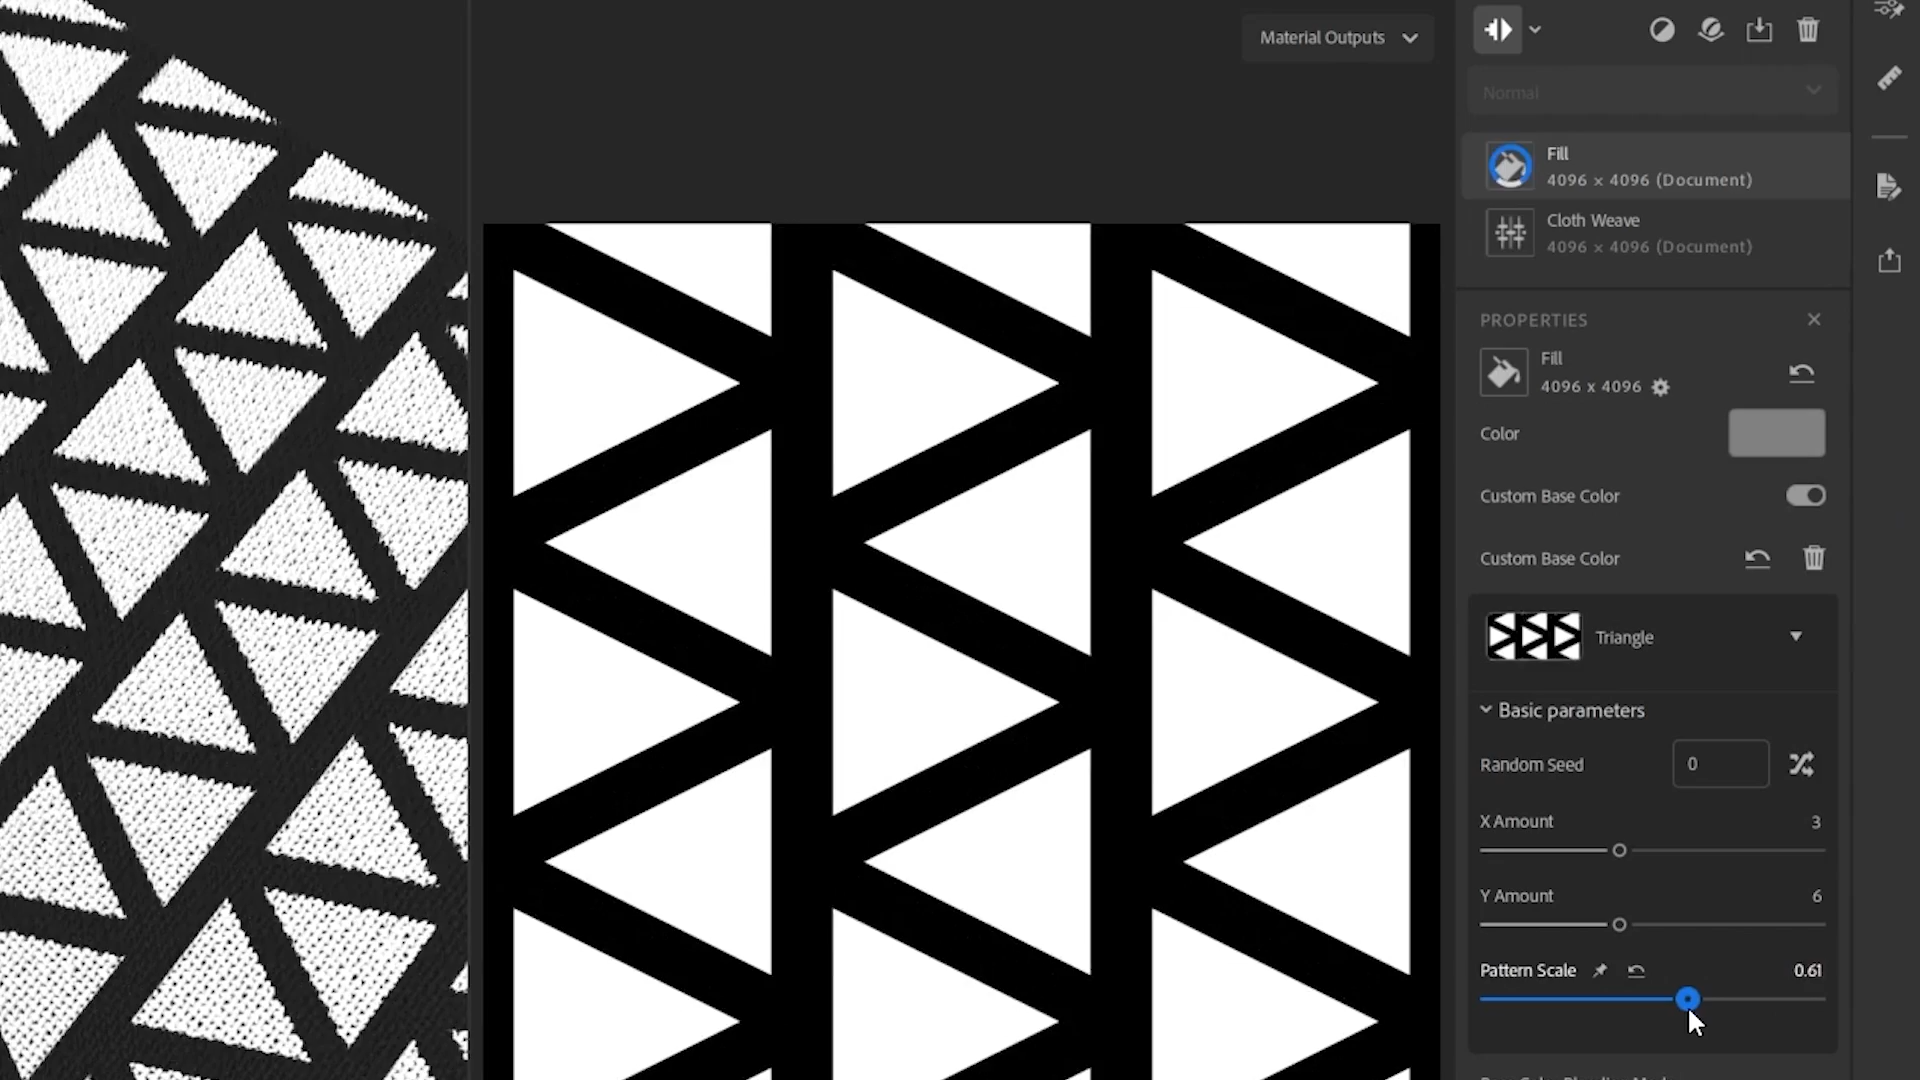 Material Outputs
Normal
Fill
4096 × 4096 (Document)
Cloth Weave
4096 × 4096 (Document)
PROPERTIES
Fill
4096 x 4096
Color
Custom Base Color
Custom Base Color
Triangle
Basic parameters
Random Seed 0
X Amount 3
Y Amount 6
Pattern Scale 0.61